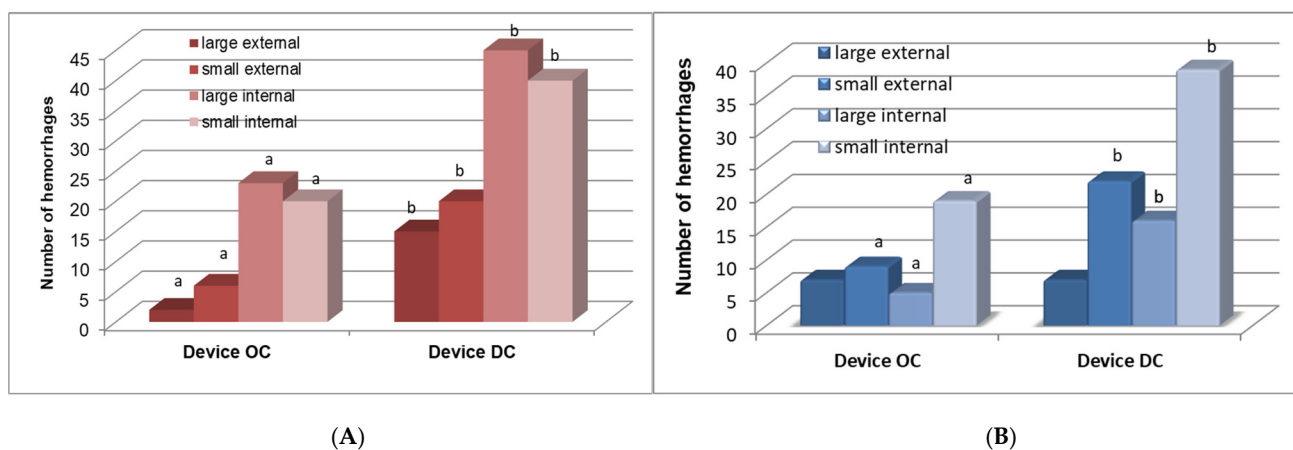 Number of hemorrhages
45
40
35
30
25
20
15
10
5
0
large external
small external
large internal
small internal
a
a
a
a
b
b
b
b
Device OC
Device DC
(A)
Number of hemorrhages
40
35
30
25
20
15
10
5
0
large external
small external
large internal
small internal
a
a
a
b
b
b
Device OC
Device DC
(B)